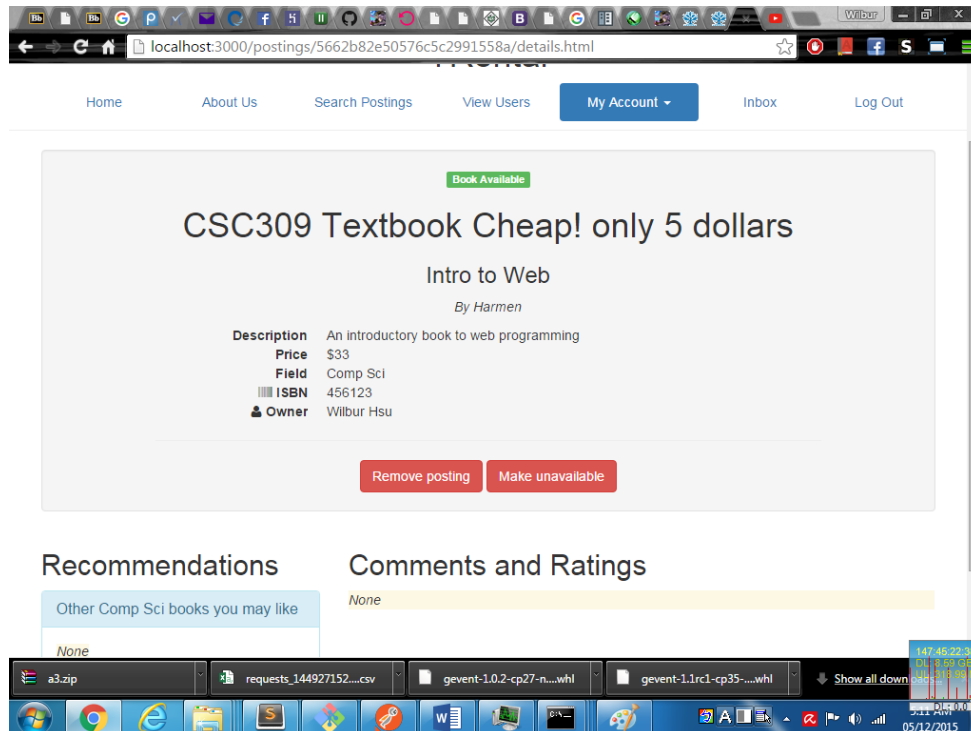 Wilbur
localhost:3000/postings/5662b82e50576c5c2991558a/details.html
Home About Us Search Postings View Users My Account Inbox Log Out
Book Available
CSC309 Textbook Cheap! only 5 dollars
Intro to Web
By Harmen
Description An introductory book to web programming
Price $33
Field Comp Sci
ISBN 456123
Owner Wilbur Hsu
Remove posting Make unavailable
Recommendations
Comments and Ratings
Other Comp Sci books you may like
None
None
a3.zip requests_144927152....csv gevent-1.0.2-cp27-n....whl gevent-1.1rc1-cp35-....whl Show all
05/12/2015